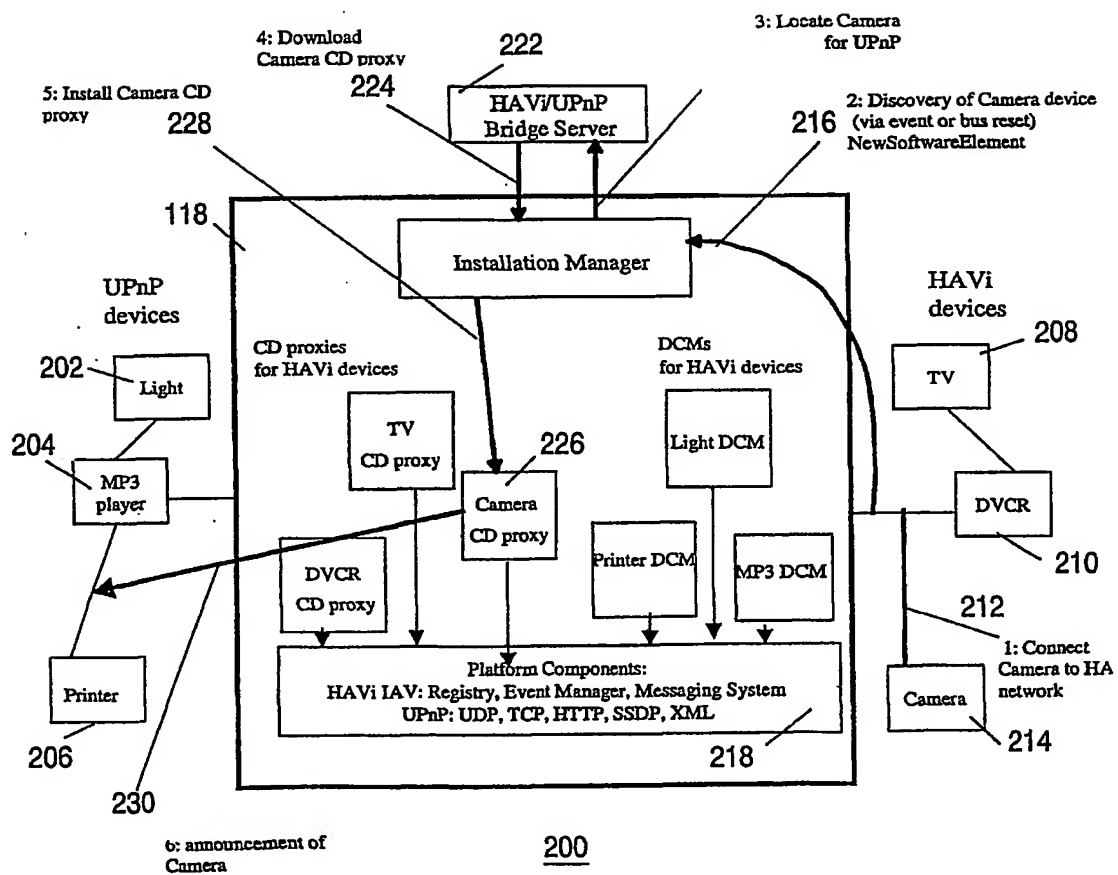 4: Download
Camera CD proxy
224
222
3: Locate Camera
for UPnP
5: Install Camera CD
proxy
228
HAVi/UPnP
Bridge Server
216
2: Discovery of Camera device
(via event or bus reset)
NewSoftwareElement
118
Installation Manager
UPnP
devices
HAVi
devices
202
Light
CD proxies
for HAVi devices
DCMs
for HAVi devices
208
TV
204
MP3
player
TV
CD proxy
226
Camera
CD proxy
Light DCM
DVCR
210
DVCR
CD proxy
Printer DCM
MP3 DCM
212
1: Connect
Camera to HA
network
Printer
206
Platform Components:
HAVi IAV: Registry, Event Manager, Messaging System
UPnP: UDP, TCP, HTTP, SSDP, XML
218
Camera
214
230
6: announcement of
Camera
200